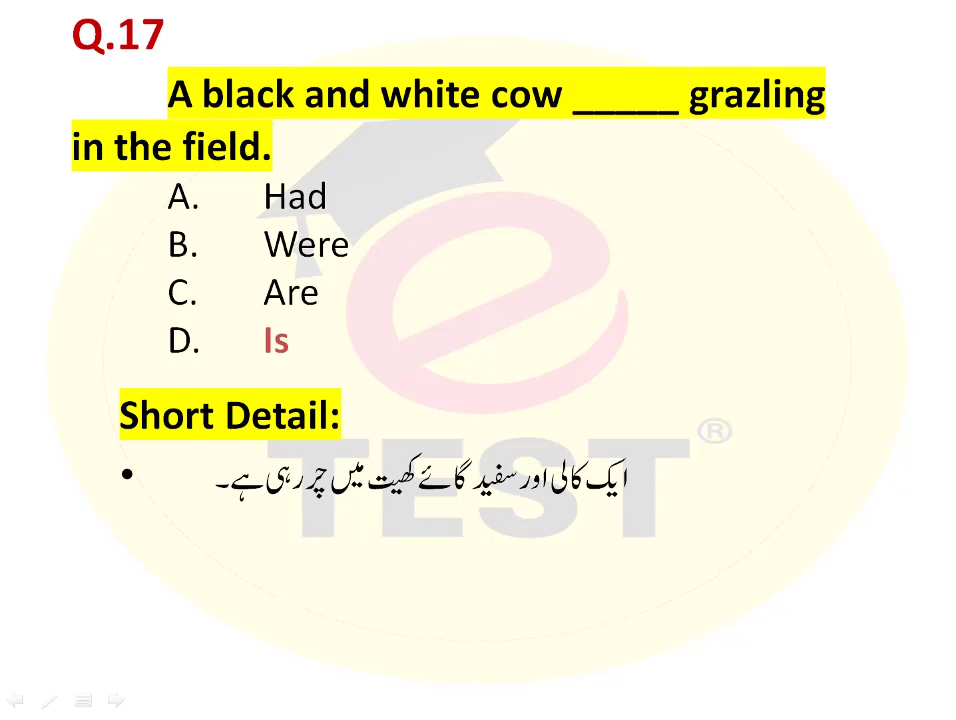 Q.17
A black and white cow _____ grazling
in the field.
A. Had
B. Were
C. Are
D. Is
Short Detail:
• ایک کالی اور سفید گائے کھیت میں چر رہی ہے۔
e
TEST®